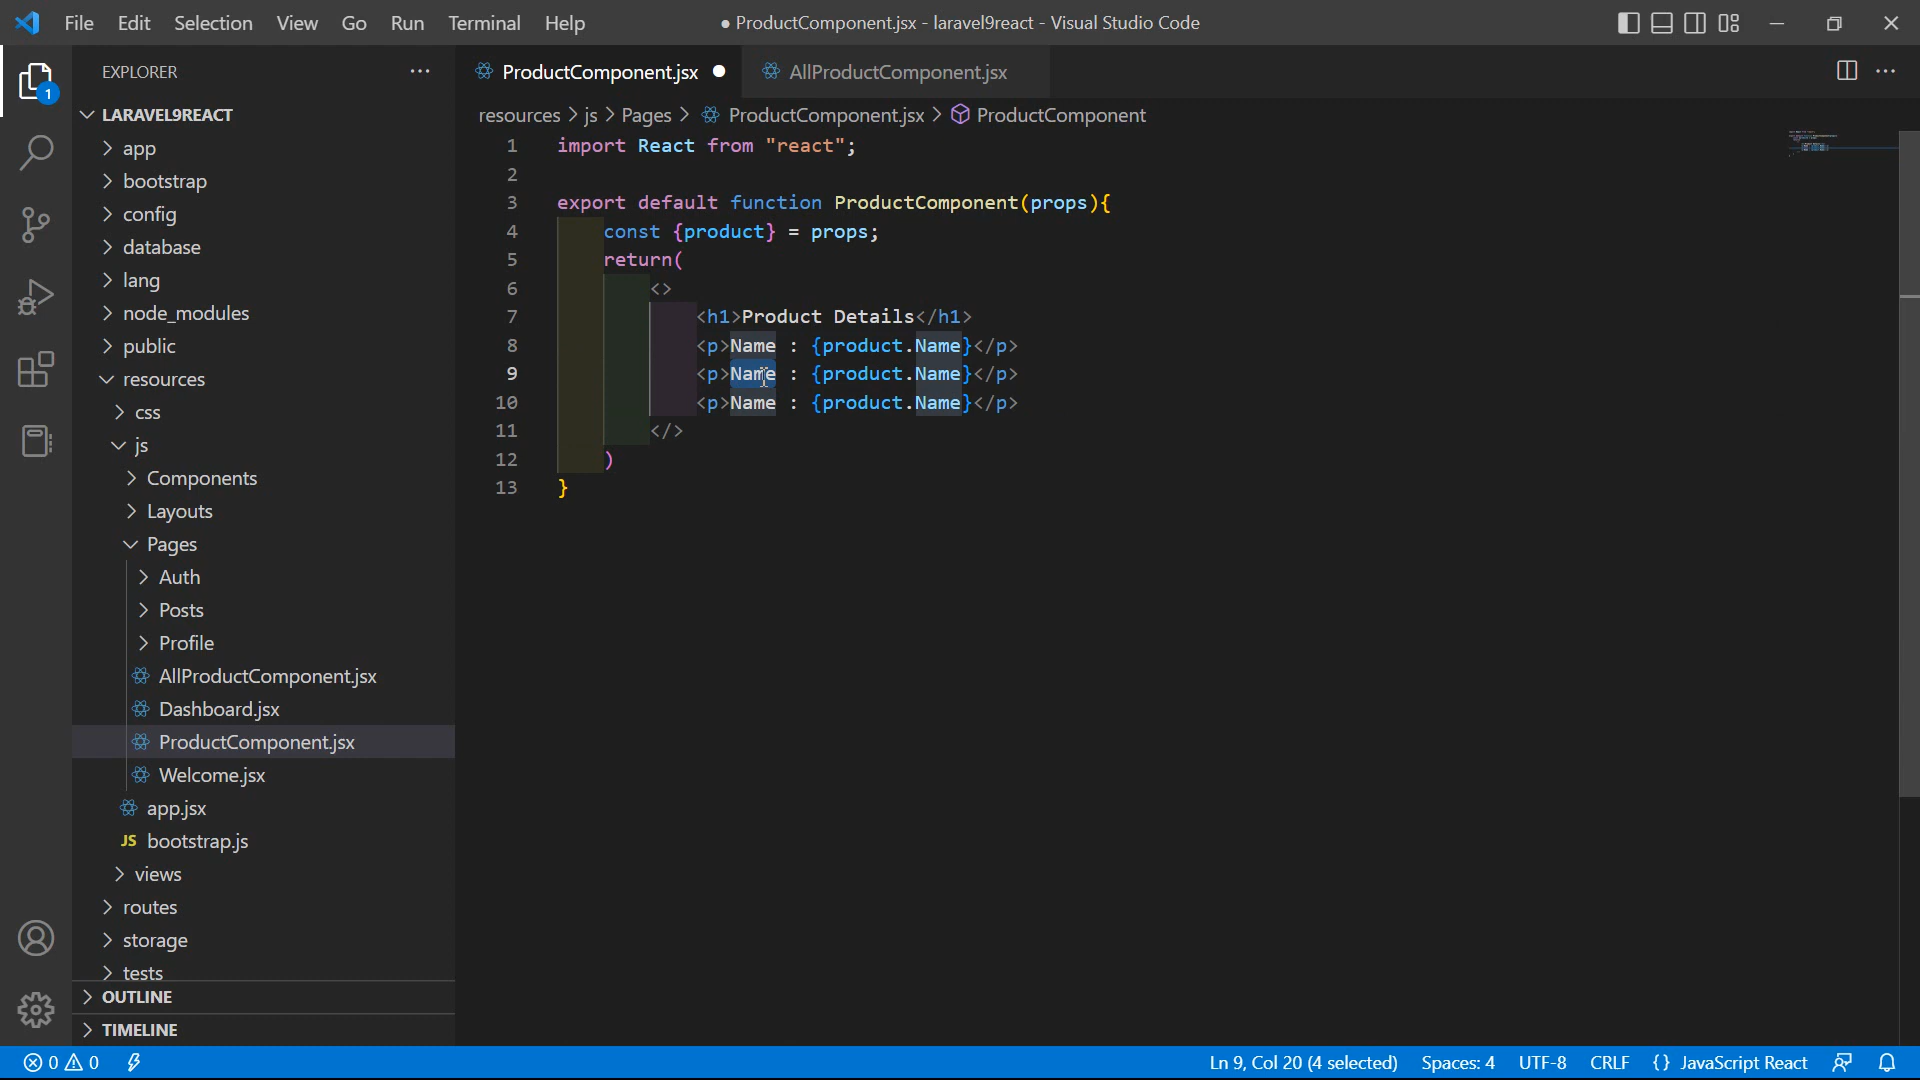 File Edit Selection View Go Run Terminal Help
● ProductComponent.jsx - laravel9react - Visual Studio Code
EXPLORER
LARAVEL9REACT
app
bootstrap
config
database
lang
node_modules
public
resources
css
js
Components
Layouts
Pages
Auth
Posts
Profile
AllProductComponent.jsx
Dashboard.jsx
ProductComponent.jsx
Welcome.jsx
app.jsx
JS bootstrap.js
views
routes
storage
tests
OUTLINE
TIMELINE
1
ProductComponent.jsx ● AllProductComponent.jsx
resources > js > Pages > ProductComponent.jsx > ProductComponent
1 import React from "react";
2
3 export default function ProductComponent(props){
4 const {product} = props;
5 return(
6 <>
7 <h1>Product Details</h1>
8 <p>Name : {product.Name}</p>
9 <p>Name : {product.Name}</p>
10 <p>Name : {product.Name}</p>
11 </>
12 )
13 }
0 0 Ln 9, Col 20 (4 selected) Spaces: 4 UTF-8 CRLF {} JavaScript React